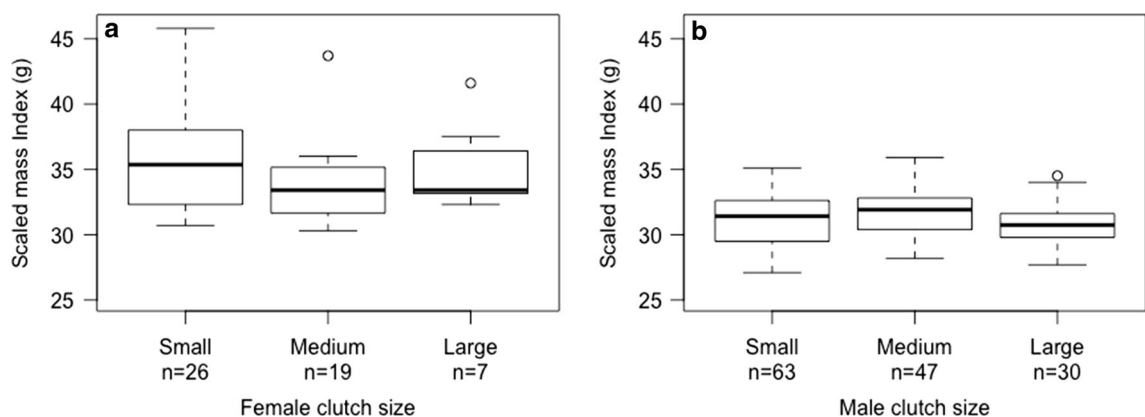 a
45
40
35
30
25
Scaled mass Index (g)
Small Medium Large
n=26 n=19 n=7
Female clutch size
b
45
40
35
30
25
Scaled mass Index (g)
Small Medium Large
n=63 n=47 n=30
Male clutch size